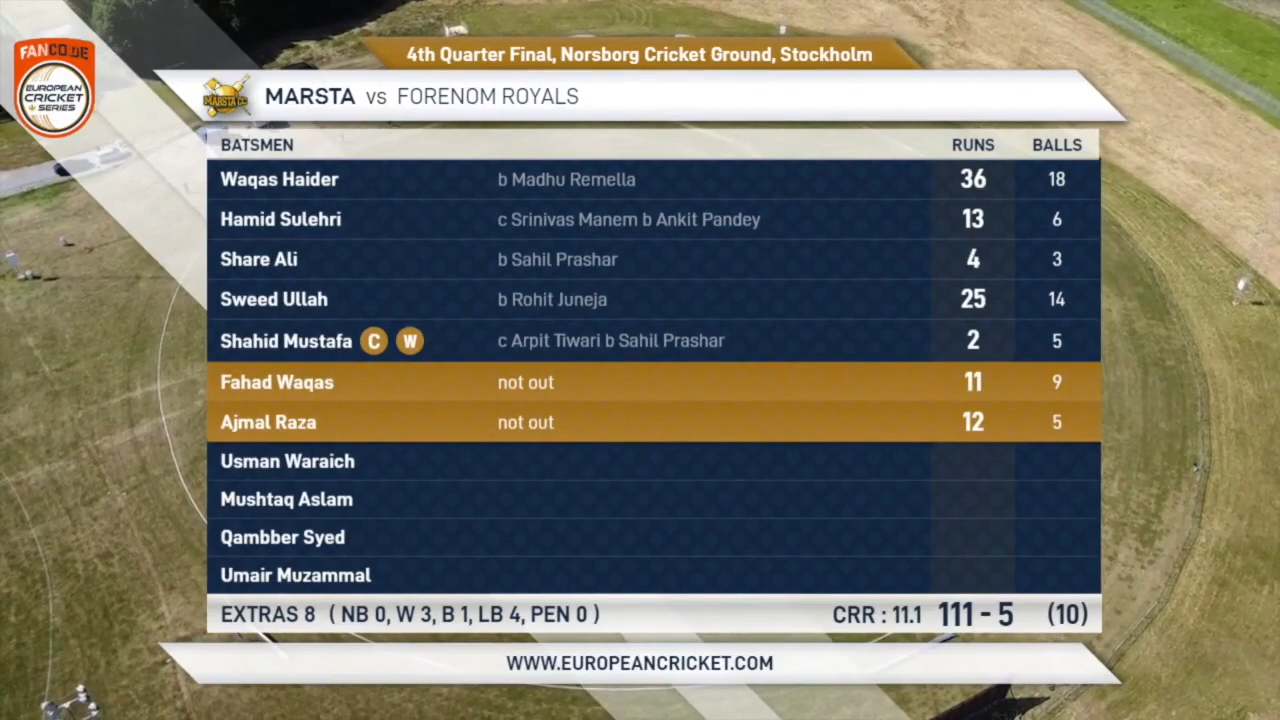 FANCODE
EUROPEAN
CRICKET
SERIES
4th Quarter Final, Norsborg Cricket Ground, Stockholm
MARSTA CC
MARSTA vs FORENOM ROYALS
BATSMEN RUNS BALLS
Waqas Haider b Madhu Remella 36 18
Hamid Sulehri c Srinivas Manem b Ankit Pandey 13 6
Share Ali b Sahil Prashar 4 3
Sweed Ullah b Rohit Juneja 25 14
Shahid Mustafa C W c Arpit Tiwari b Sahil Prashar 2 5
Fahad Waqas not out 11 9
Ajmal Raza not out 12 5
Usman Waraich
Mushtaq Aslam
Qambber Syed
Umair Muzammal
EXTRAS 8 ( NB 0, W 3, B 1, LB 4, PEN 0 ) CRR : 11.1 111 - 5 (10)
WWW.EUROPEANCRICKET.COM